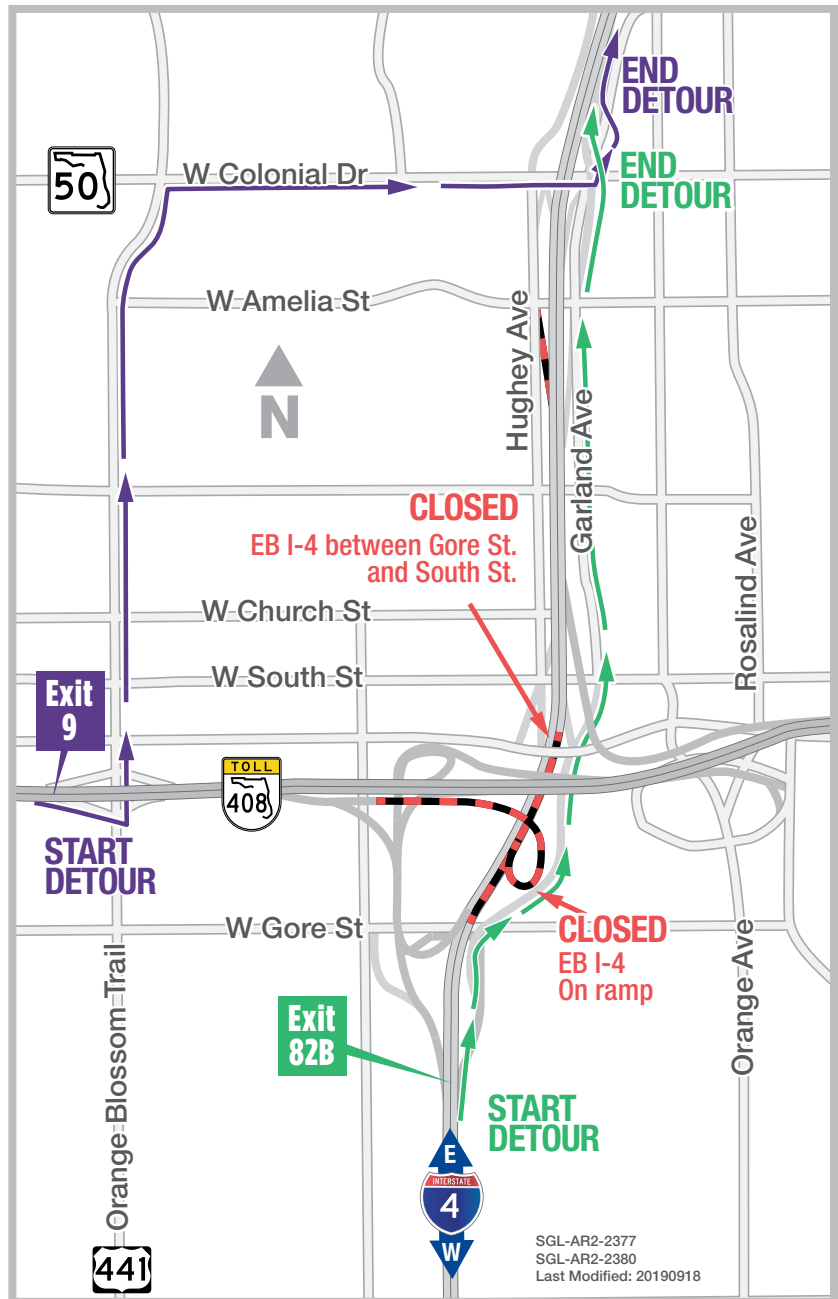 END
DETOUR
50
W Colonial Dr
END
DETOUR
W Amelia St
Hughey Ave
N
Garland Ave
CLOSED
EB I-4 between Gore St.
and South St.
Rosalind Ave
W Church St
W South St
Exit
9
TOLL
408
START
DETOUR
W Gore St
CLOSED
EB I-4
On ramp
Orange Ave
Orange Blossom Trail
Exit
82B
START
DETOUR
E
INTERSTATE
4
W
441
SGL-AR2-2377
SGL-AR2-2380
Last Modified: 20190918